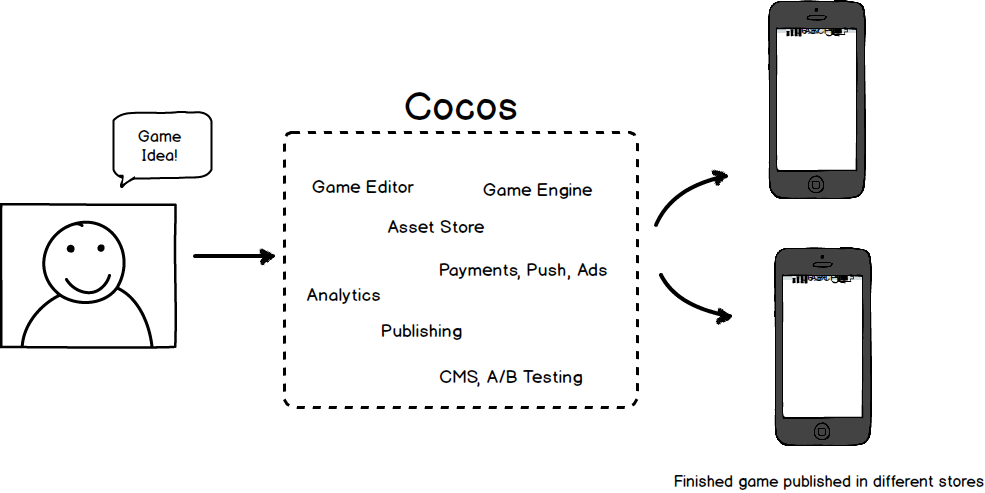 Game
Idea!
Cocos
Game Editor
Game Engine
Asset Store
Payments, Push, Ads
Analytics
Publishing
CMS, A/B Testing
Finished game published in different stores